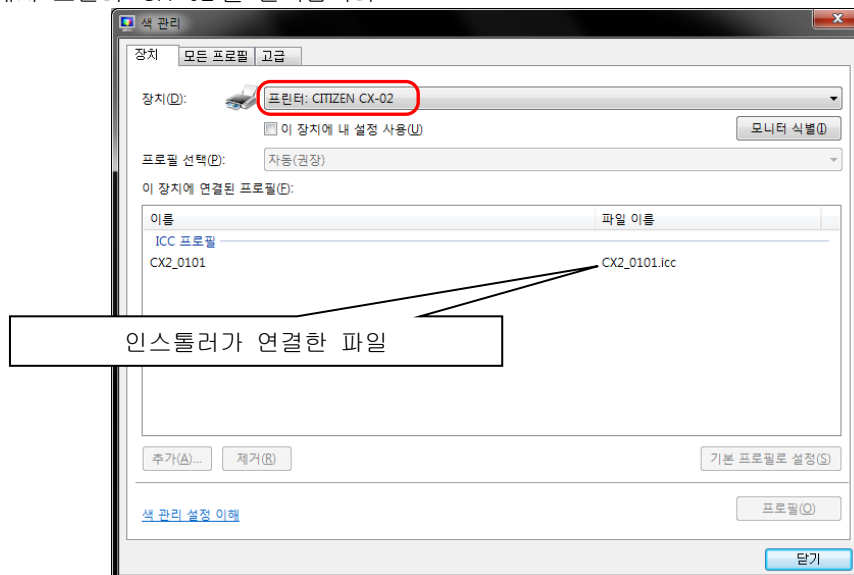 색 관리
장치 모든 프로필 고급
장치(D): 프린터: CITIZEN CX-02
이 장치에 내 설정 사용(U) 모니터 식별(I)
프로필 선택(P): 자동(권장)
이 장치에 연결된 프로필(F):
이름 파일 이름
ICC 프로필
CX2_0101 CX2_0101.icc
인스톨러가 연결한 파일
추가(A)... 제거(R) 기본 프로필로 설정(S)
색 관리 설정 이해 프로필(O)
닫기